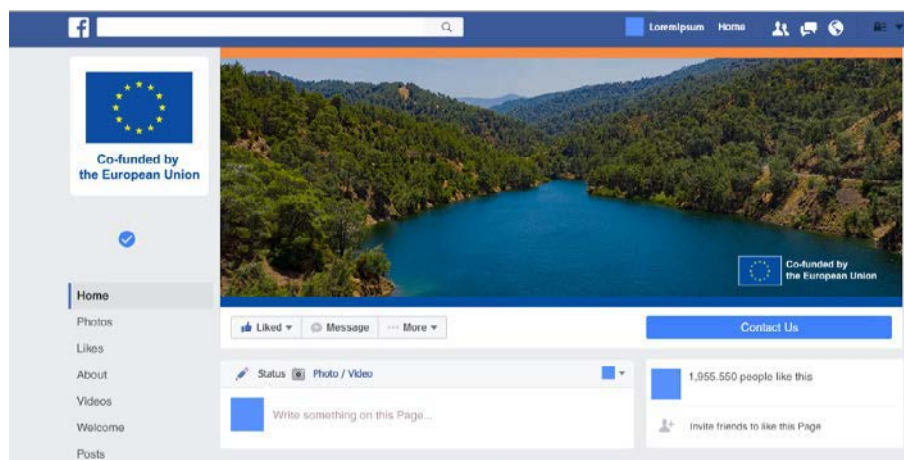 f
Loremipsum Home
Co-funded by
the European Union
Co-funded by
the European Union
Home
Photos
Likes
About
Videos
Welcome
Posts
Liked Message ··· More
Contact Us
Status Photo / Video
Write something on this Page...
1,955.550 people like this
Invite friends to like this Page